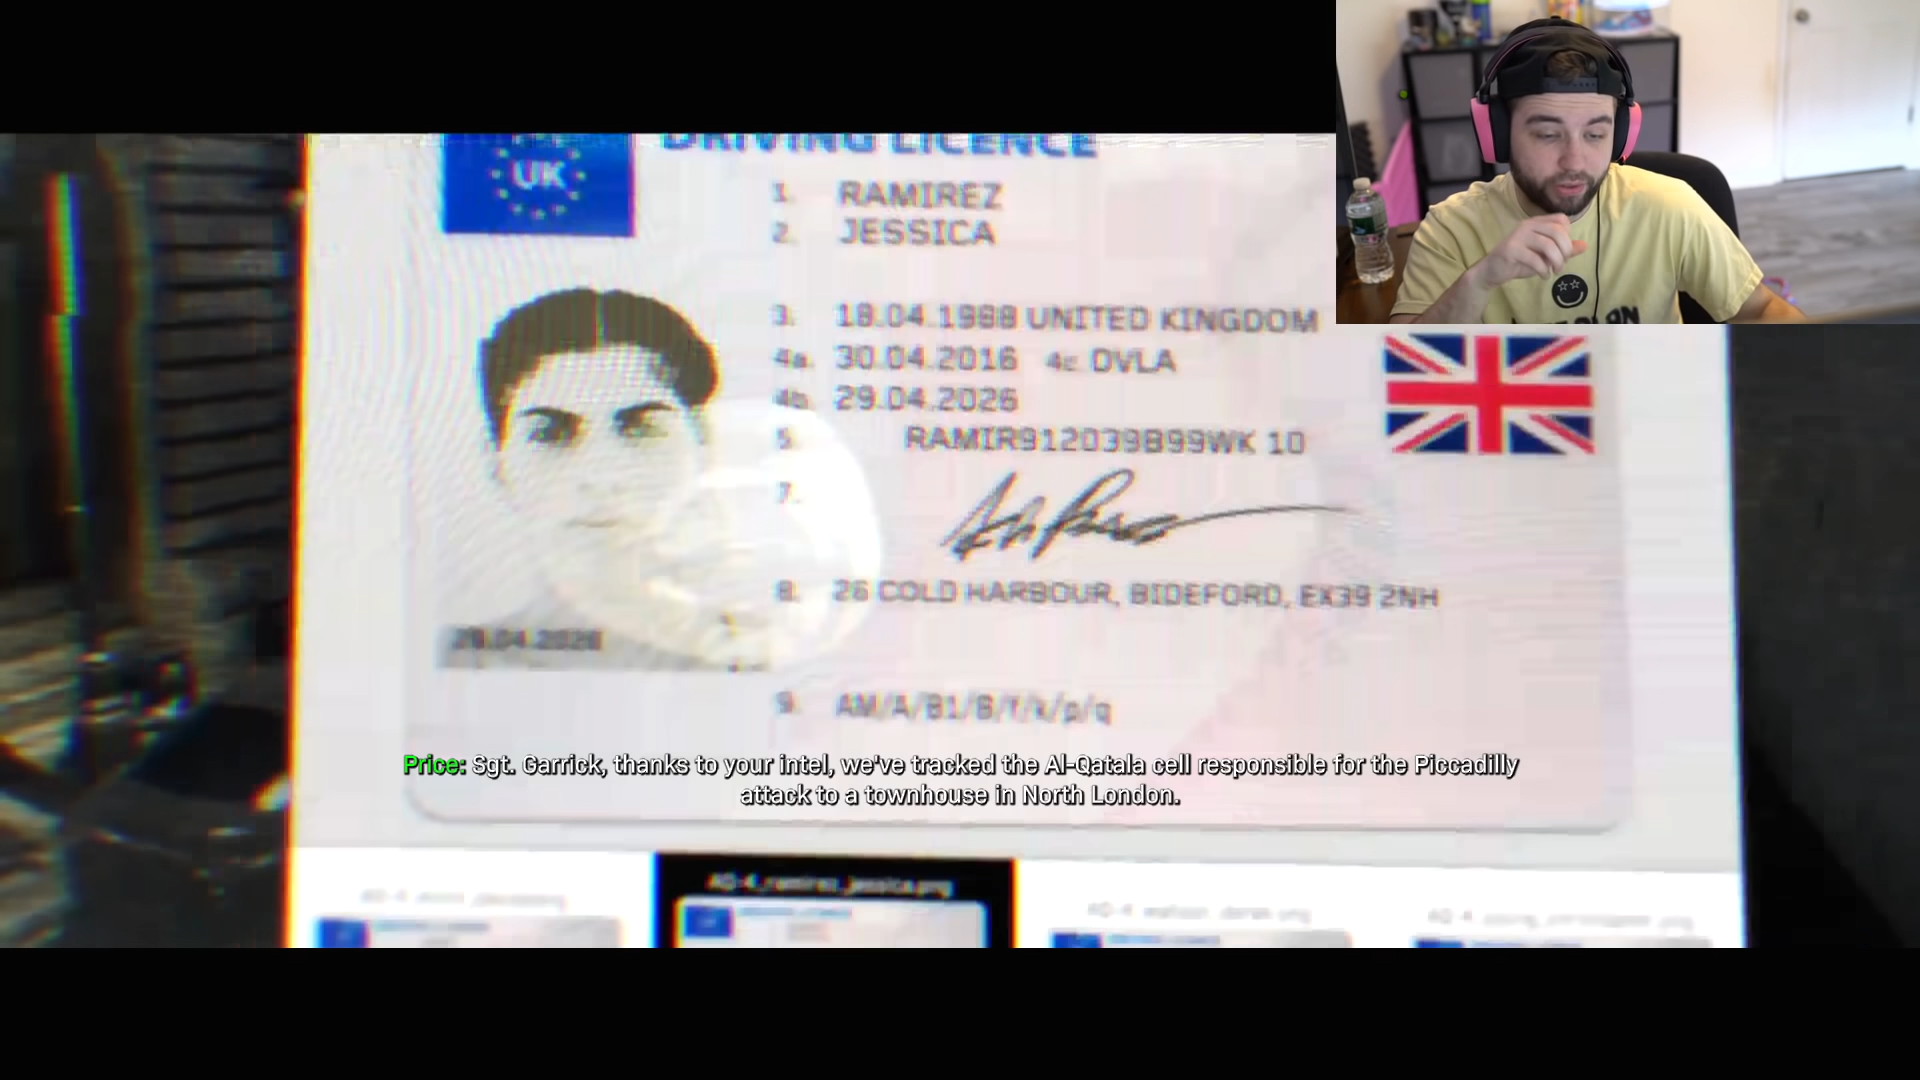 DRIVING LICENCE
UK
1. RAMIREZ
2. JESSICA
3. 18.04.1988 UNITED KINGDOM
4a. 30.04.2016 4c DVLA
4b. 29.04.2026
5. RAMIR912039B99WK 10
7.
8. 26 COLD HARBOUR, BIDEFORD, EX39 2NH
29.04.2026
9. AM/A/B1/B/f/k/p/q
Price: Sgt. Garrick, thanks to your intel, we've tracked the Al-Qatala cell responsible for the Piccadilly
attack to a townhouse in North London.
AQ-4_ramirez_jessica.png